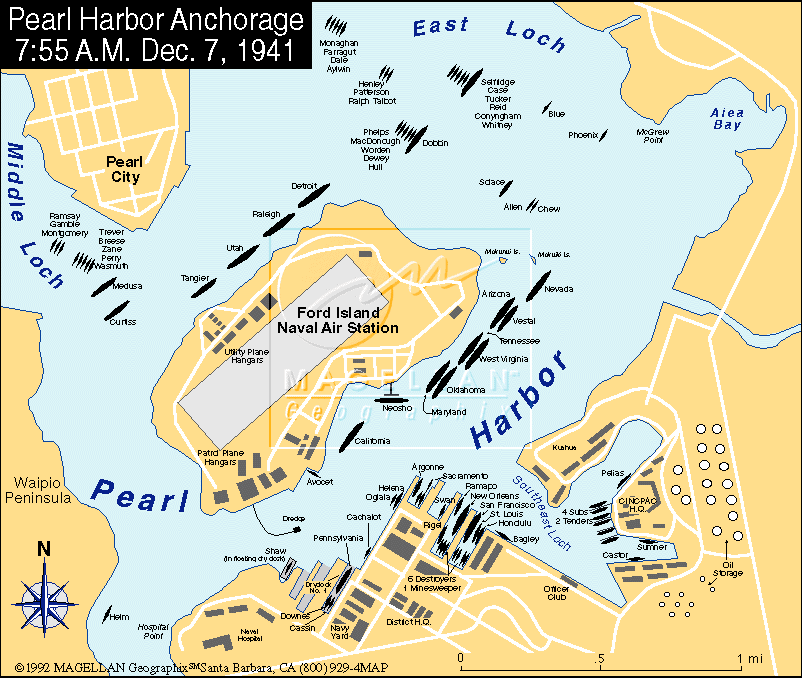 Pearl Harbor Anchorage
7:55 A.M. Dec. 7, 1941
East Loch
Monaghan
Farragut
Dale
Aylwin
Henley
Patterson
Ralph Talbot
Selfridge
Case
Tucker
Reid
Conyngham
Whitney
Blue
Phoenix
McGrew
Point
Aiea
Bay
Phelps
MacDonough
Worden
Dewey
Hull
Dobbin
Middle
Loch
Pearl
City
Detroit
Raleigh
Utah
Tangier
Solace
Allen
Chew
Ramsay
Gamble
Montgomery
Trever
Breese
Zane
Perry
Wasmuth
Medusa
Curtiss
Nevada
Arizona
Vestal
Tennessee
West Virginia
Oklahoma
Maryland
Neosho
California
Ford Island
Naval Air Station
Utility Plane
Hangars
Patrol Plane
Hangars
MAGELLAN
Geographix
Pearl
Harbor
Waipio
Peninsula
Avocet
Dredge
Argonne
Helena
Oglala
Sacramento
Swan
Ramapo
New Orleans
San Francisco
St. Louis
Honolulu
Rigel
Bagley
Cachalot
Pennsylvania
Shaw
(in floating dry dock)
Drydock
No. 1
Downes
Cassin
Navy
Yard
6 Destroyers
1 Minesweeper
District H.Q.
Officer
Club
Southeast Loch
Kuahua
Pelias
4 Subs
2 Tenders
CINCPAC
H.Q.
Castor
Sumner
Oil
Storage
N
Helm
Hospital
Point
Naval
Hospital
©1992 MAGELLAN Geographix℠Santa Barbara, CA (800) 929-4MAP
0 .5 1 mi